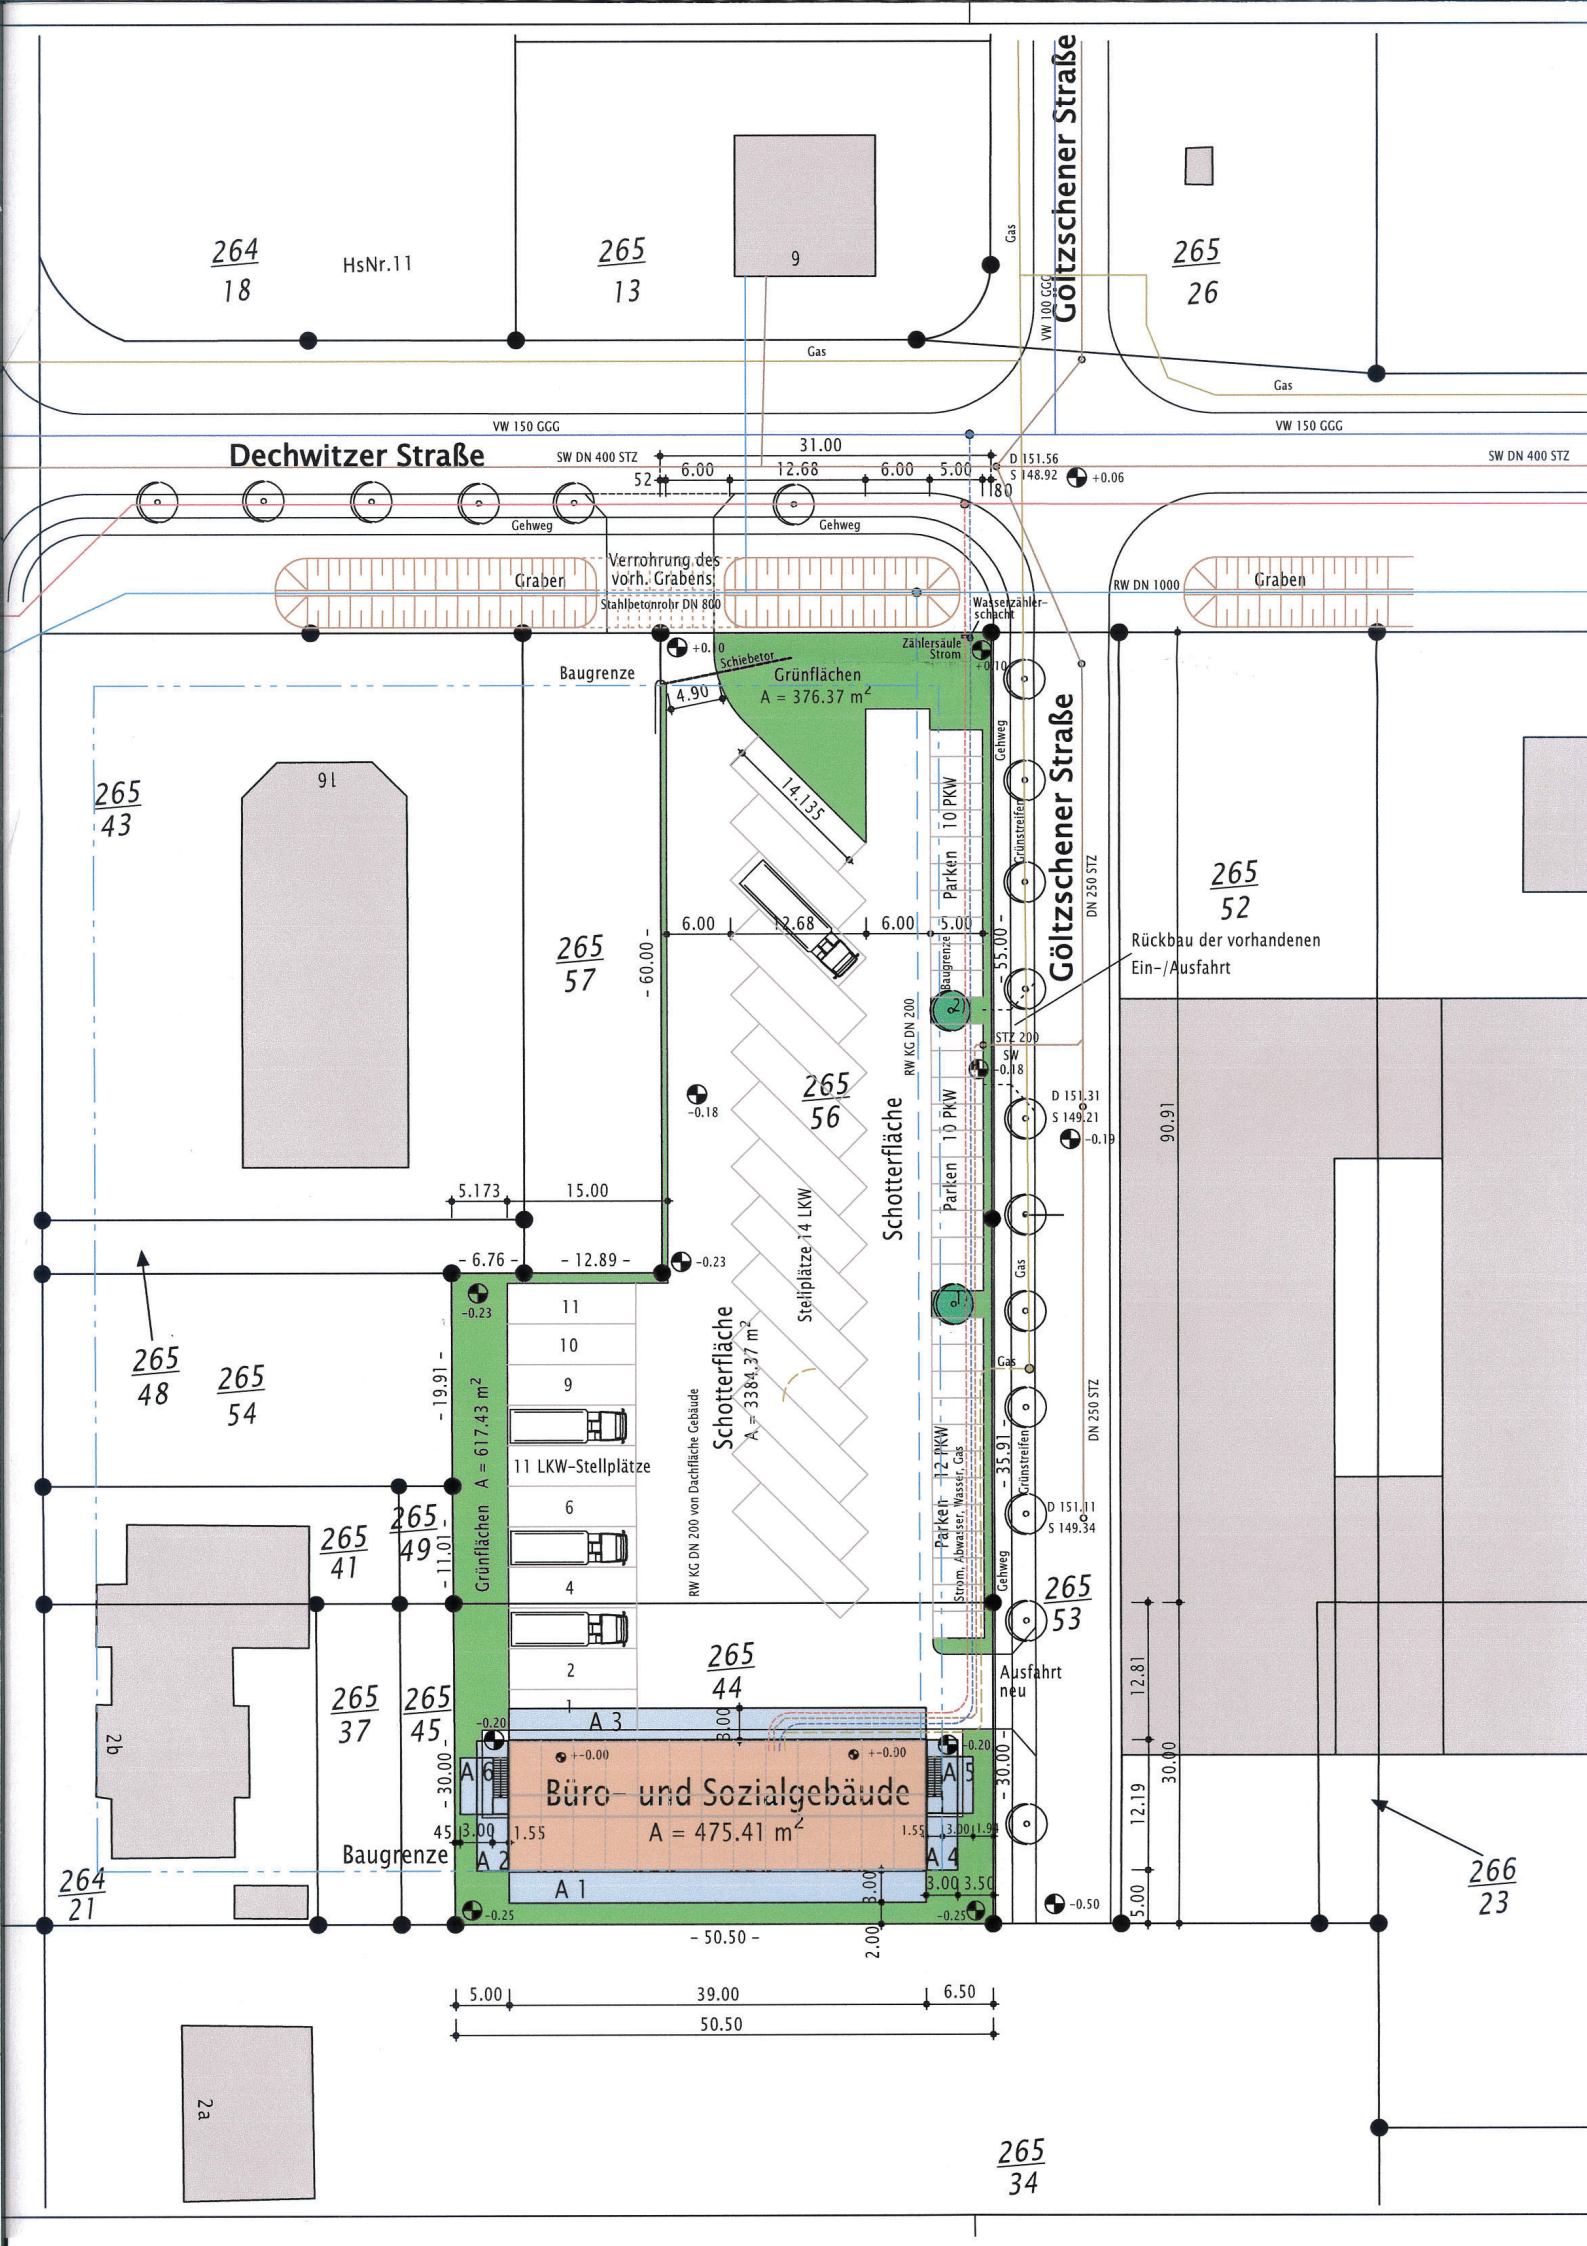 264
18
HsNr.11
265
13
9
Gas
VW 100 GGG
Göltzschener Straße
265
26
Gas
Gas
VW 150 GGG
VW 150 GGG
Dechwitzer Straße
SW DN 400 STZ
31.00
SW DN 400 STZ
52
6.00
12.68
6.00
5.00
80
D 151.56
S 148.92
+0.06
Gehweg
Gehweg
Graben
Verrohrung des
vorh. Grabens
Stahlbetonrohr DN 800
RW DN 1000
Graben
Wasserzähler-
schacht
Zählersäule
Strom
+0.10
+0.10
Baugrenze
Schiebetor
4.90
Grünflächen
A = 376.37 m²
14.135
Gehweg
Göltzschener Straße
265
43
16
10 PKW
Parken
Grünstreifen
DN 250 STZ
265
52
Rückbau der vorhandenen
Ein-/Ausfahrt
265
57
- 60.00 -
6.00
12.68
6.00
5.00
- 55.00 -
Baugrenze
2)
RW KG DN 200
STZ 200
SW
-0.18
-0.18
265
56
Schotterfläche
10 PKW
Parken
D 151.31
S 149.21
-0.19
90.91
5.173
15.00
Stellplätze 14 LKW
- 6.76 -
- 12.89 -
-0.23
-0.23
Gas
1)
265
48
265
54
- 19.91 -
Grünflächen A = 617.43 m²
11
10
9
11 LKW-Stellplätze
6
4
2
1
Schotterfläche
A = 3384.37 m²
RW KG DN 200 von Dachfläche Gebäude
Gas
Parken 12 PKW
Strom, Abwasser, Wasser, Gas
- 35.91 -
Grünstreifen
DN 250 STZ
D 151.11
S 149.34
Gehweg
265
41
265
49
- 11.01 -
265
53
265
44
Ausfahrt
neu
265
37
265
45
2b
-0.20
A 3
3.00
-0.20
- 30.00 -
A 6
+-0.00
+-0.00
A 5
- 30.00 -
Büro- und Sozialgebäude
A = 475.41 m²
45
3.00
1.55
1.55
3.00
1.94
12.81
30.00
12.19
5.00
Baugrenze
A 2
A 4
A 1
3.00
3.00
3.50
-0.25
-0.25
-0.50
264
21
266
23
- 50.50 -
2.00
5.00
39.00
6.50
50.50
2a
265
34